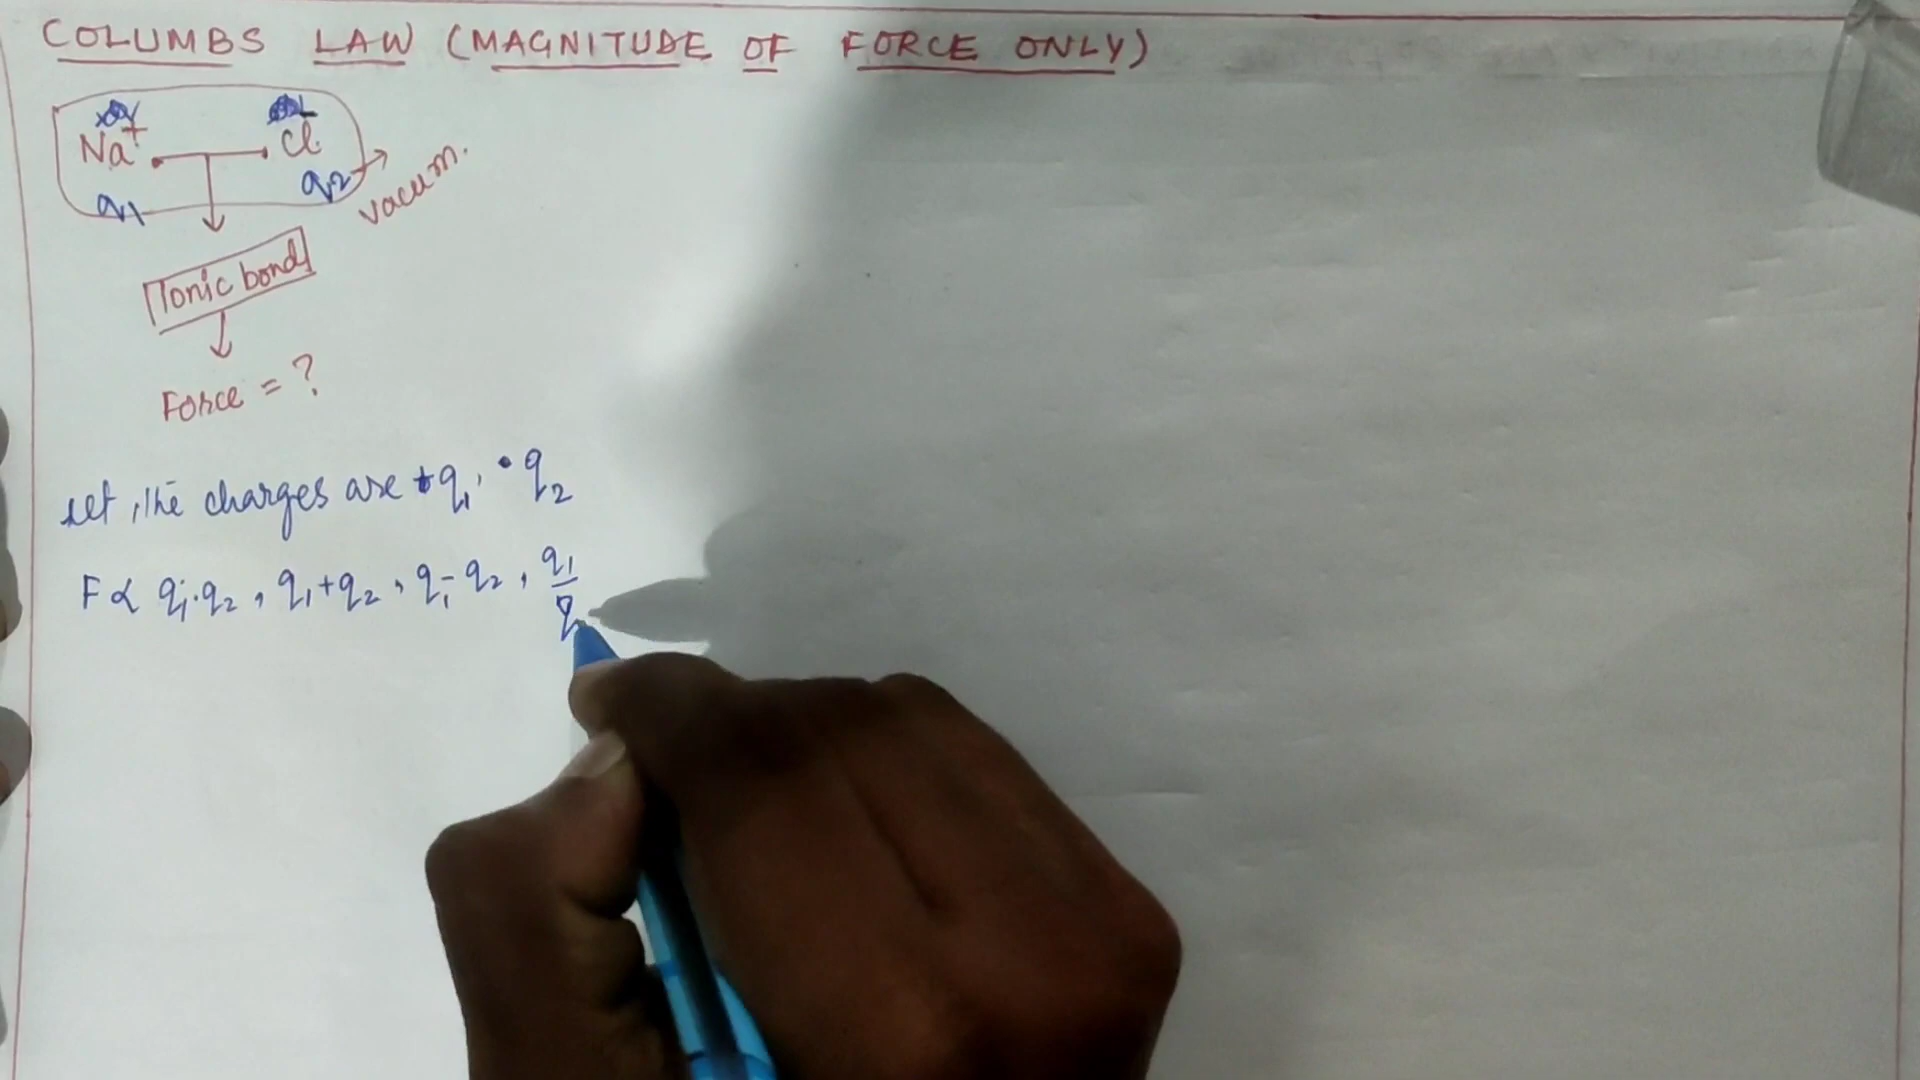 COLUMBS LAW (MAGNITUDE OF FORCE ONLY)
Na+ Cl
q1 q2
vacum.
Ionic bond
Force = ?
Let, the charges are q1, q2
F ∝ q1.q2, q1+q2, q1-q2, q1/q